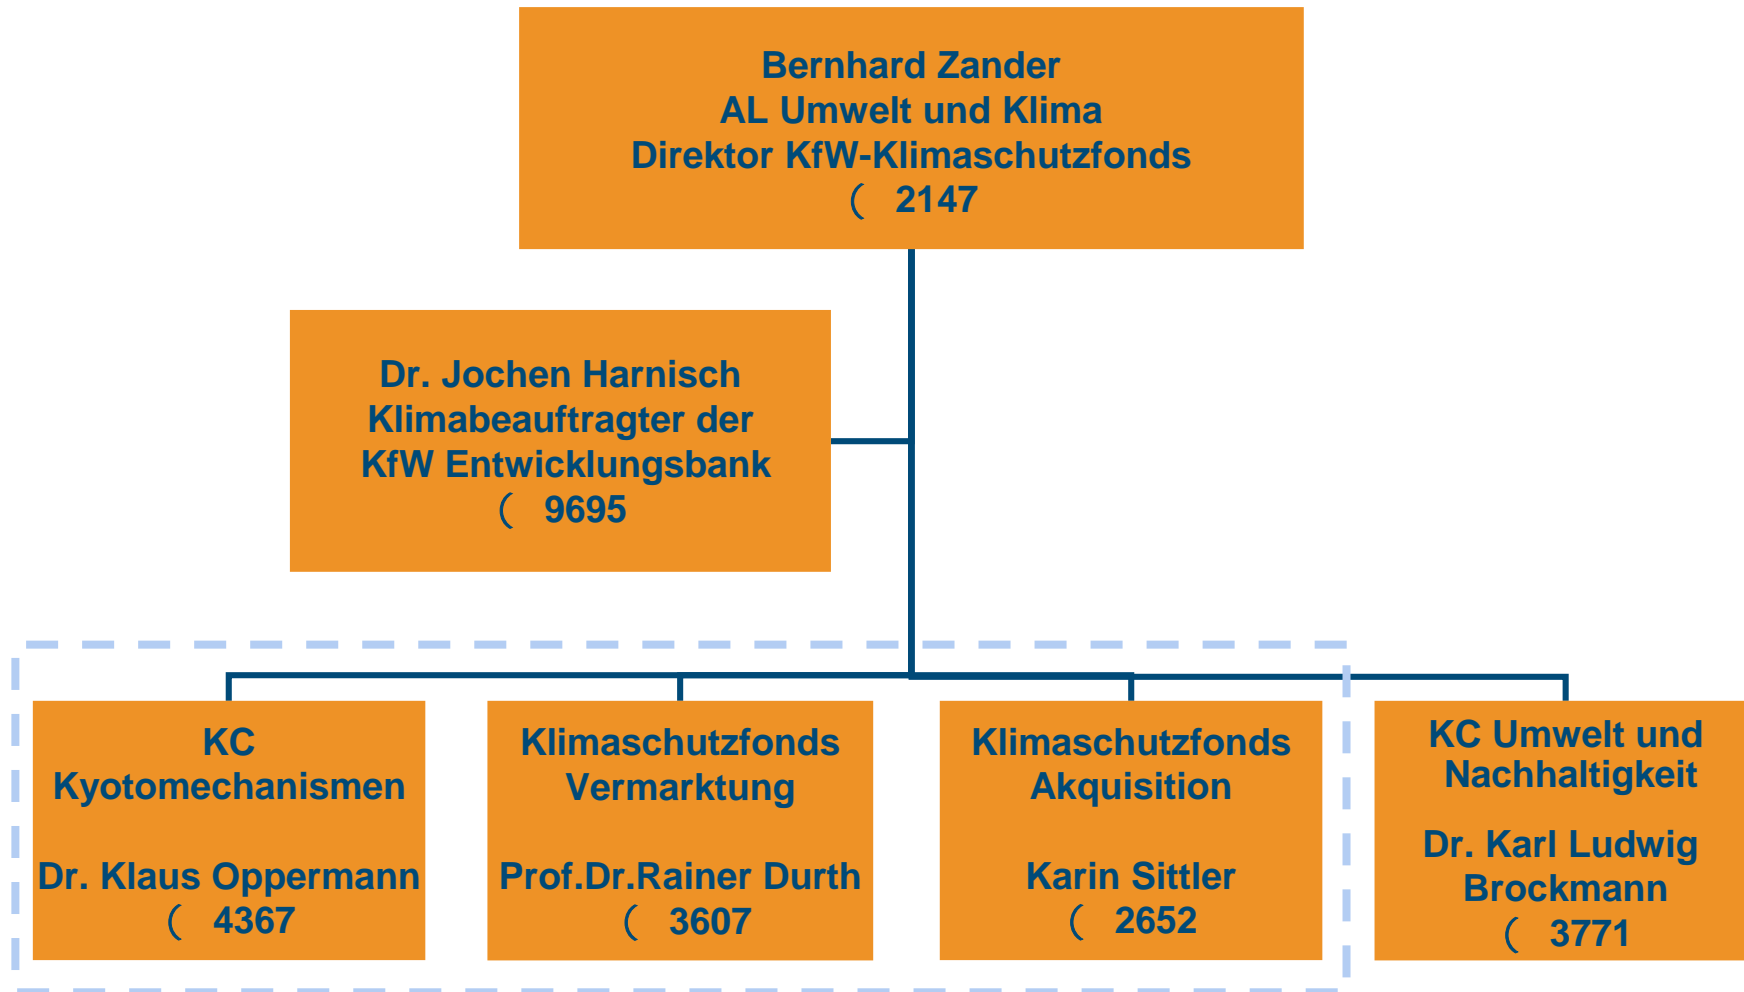 Bernhard Zander
AL Umwelt und Klima
Direktor KfW-Klimaschutzfonds
( 2147
Dr. Jochen Harnisch
Klimabeauftragter der
KfW Entwicklungsbank
( 9695
KC
Kyotomechanismen
Dr. Klaus Oppermann
( 4367
Klimaschutzfonds
Vermarktung
Prof.Dr.Rainer Durth
( 3607
Klimaschutzfonds
Akquisition
Karin Sittler
( 2652
KC Umwelt und
Nachhaltigkeit
Dr. Karl Ludwig
Brockmann
( 3771